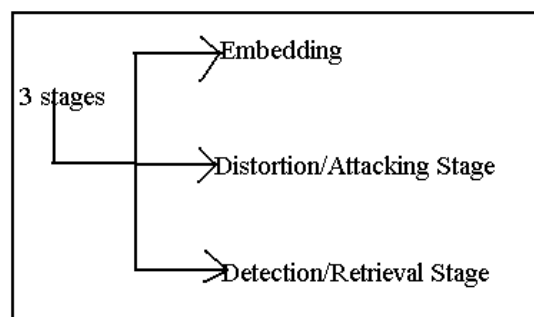 Embedding
3 stages
Distortion/Attacking Stage
Detection/Retrieval Stage